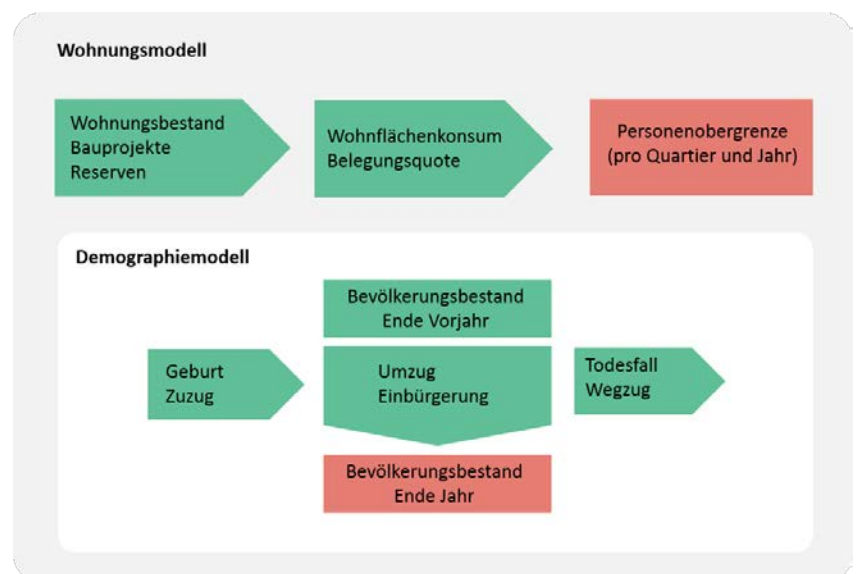 Wohnungsmodell
Wohnungsbestand
Bauprojekte
Reserven
Wohnflächenkonsum
Belegungsquote
Personenobergrenze
(pro Quartier und Jahr)
Demographiemodell
Bevölkerungsbestand
Ende Vorjahr
Geburt
Zuzug
Umzug
Einbürgerung
Todesfall
Wegzug
Bevölkerungsbestand
Ende Jahr